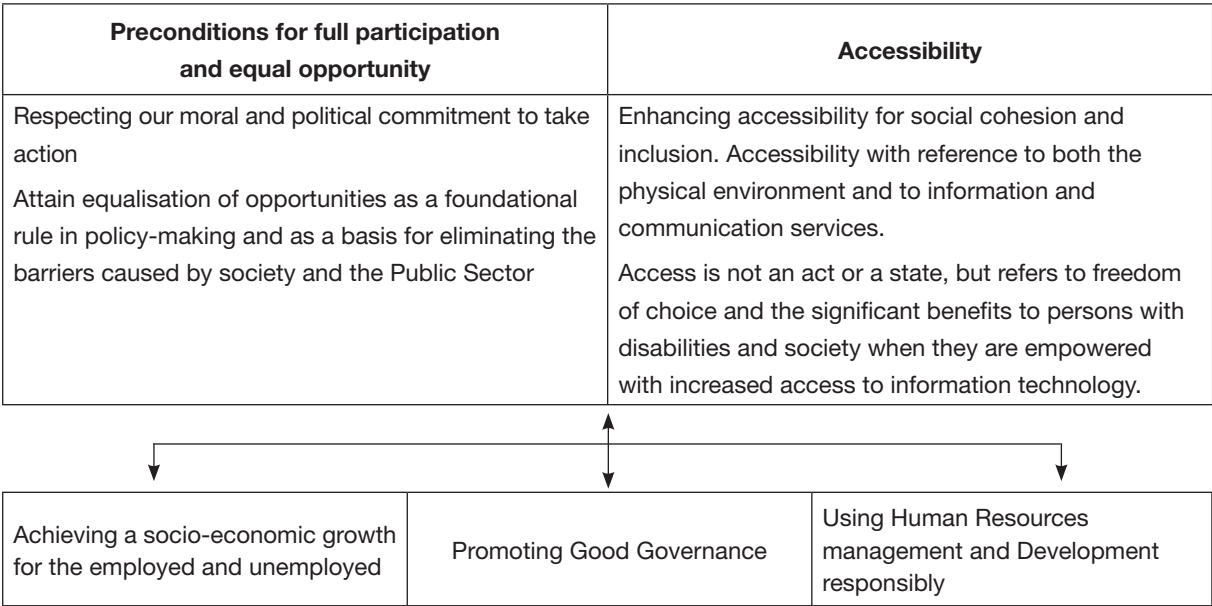 Preconditions for full participation
and equal opportunity
Accessibility
Respecting our moral and political commitment to take
action
Attain equalisation of opportunities as a foundational
rule in policy-making and as a basis for eliminating the
barriers caused by society and the Public Sector
Enhancing accessibility for social cohesion and
inclusion. Accessibility with reference to both the
physical environment and to information and
communication services.
Access is not an act or a state, but refers to freedom
of choice and the significant benefits to persons with
disabilities and society when they are empowered
with increased access to information technology.
Achieving a socio-economic growth
for the employed and unemployed
Promoting Good Governance
Using Human Resources
management and Development
responsibly